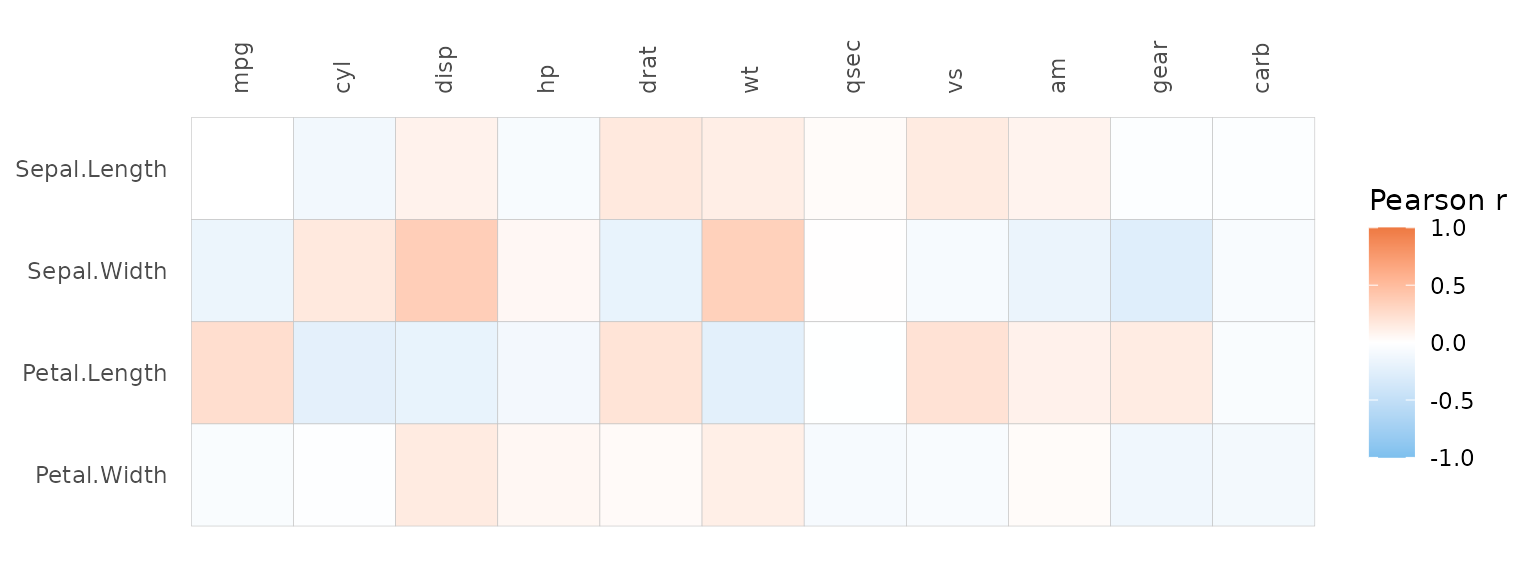 mpg
cyl
disp
hp
drat
wt
qsec
vs
am
gear
carb
Sepal.Length
Sepal.Width
Petal.Length
Petal.Width
Pearson r
1.0
0.5
0.0
-0.5
-1.0